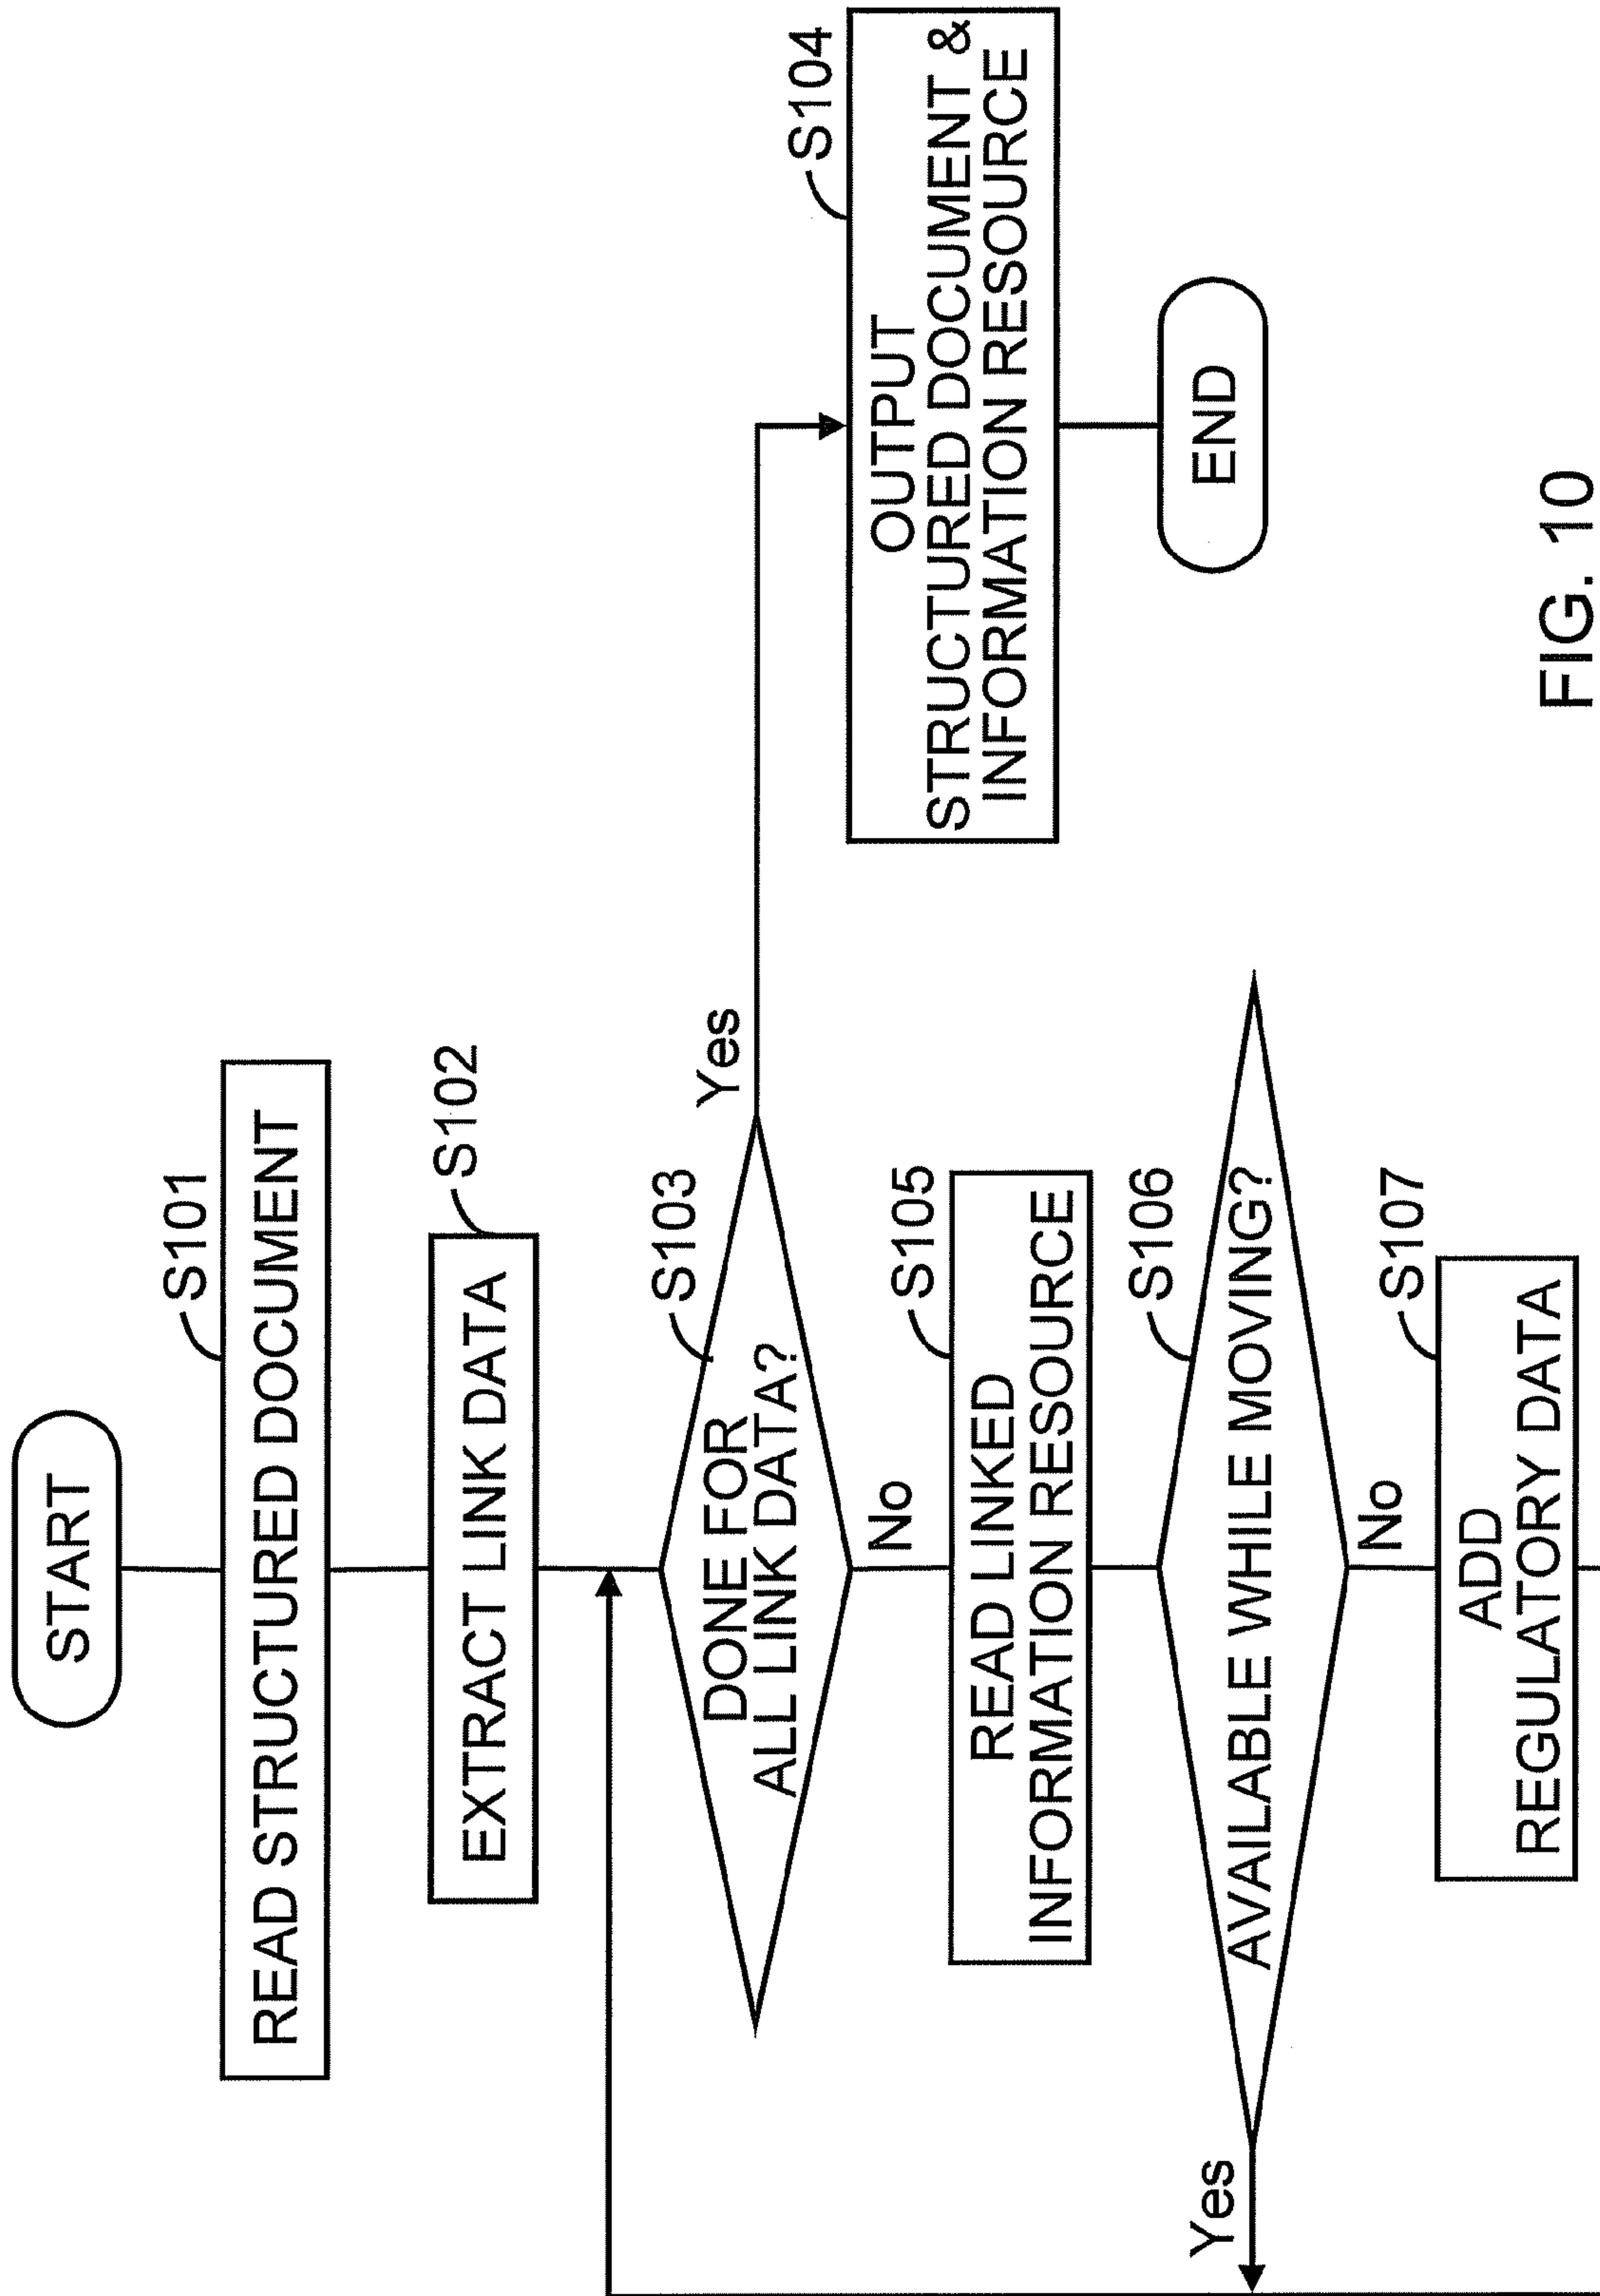 START
S101
READ STRUCTURED DOCUMENT
S102
EXTRACT LINK DATA
S103
DONE FOR
ALL LINK DATA?
Yes
No
S104
OUTPUT
STRUCTURED DOCUMENT &
INFORMATION RESOURCE
END
S105
READ LINKED
INFORMATION RESOURCE
S106
AVAILABLE WHILE MOVING?
Yes
No
S107
ADD
REGULATORY DATA
FIG. 10